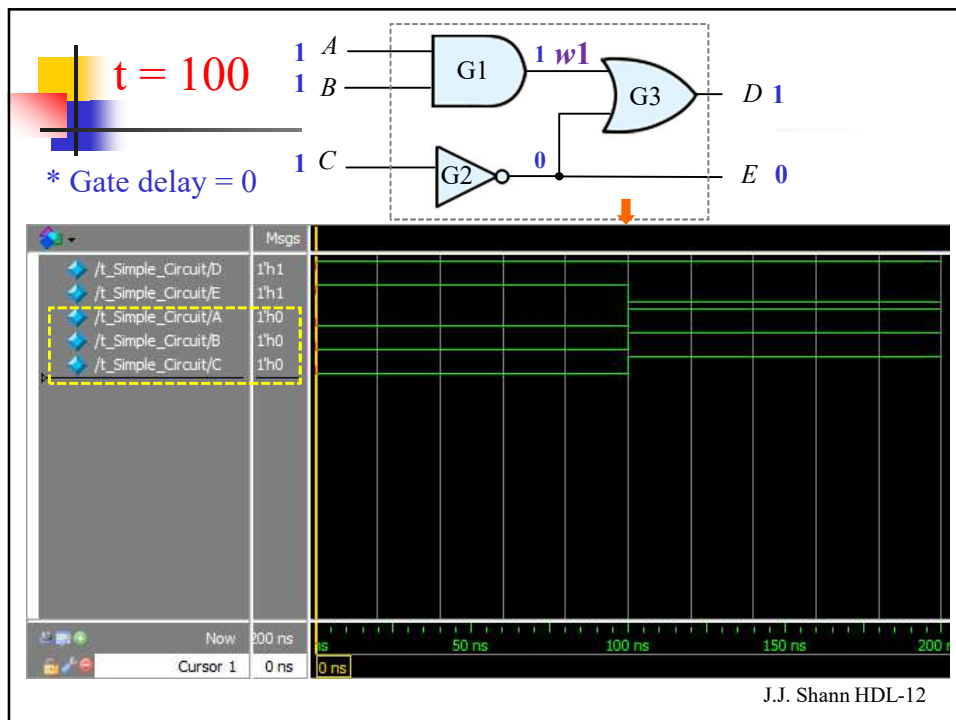 t = 100
* Gate delay = 0
1 A
1 B
1 C
G1
1 w1
G2
0
G3
D 1
E 0
Msgs
/t_Simple_Circuit/D 1'h1
/t_Simple_Circuit/E 1'h1
/t_Simple_Circuit/A 1'h0
/t_Simple_Circuit/B 1'h0
/t_Simple_Circuit/C 1'h0
Now 200 ns
ns 50 ns 100 ns 150 ns 200 n
Cursor 1 0 ns
0 ns
J.J. Shann HDL-12